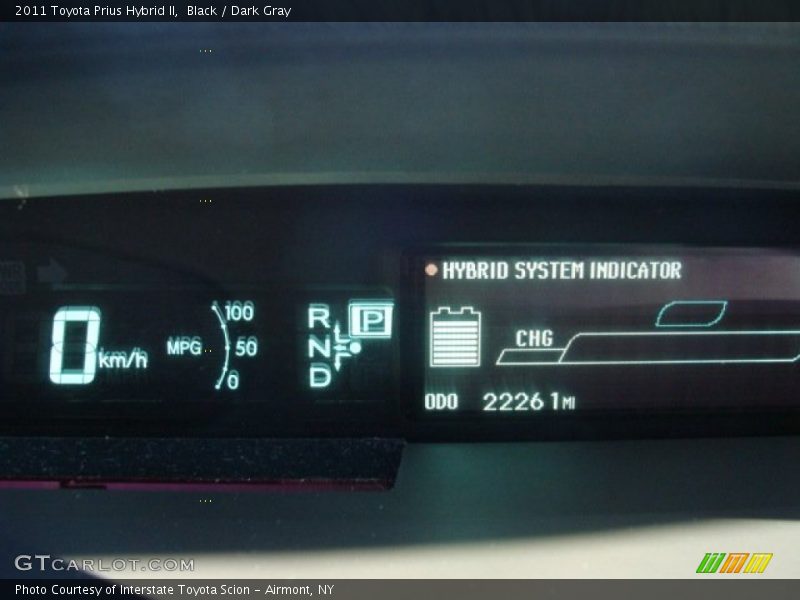 2011 Toyota Prius Hybrid II, Black / Dark Gray
HYBRID SYSTEM INDICATOR
0 km/h
MPG
100
50
0
R
N
D
P
CHG
ODO 22261 MI
GTCARLOT.COM
Photo Courtesy of Interstate Toyota Scion - Airmont, NY